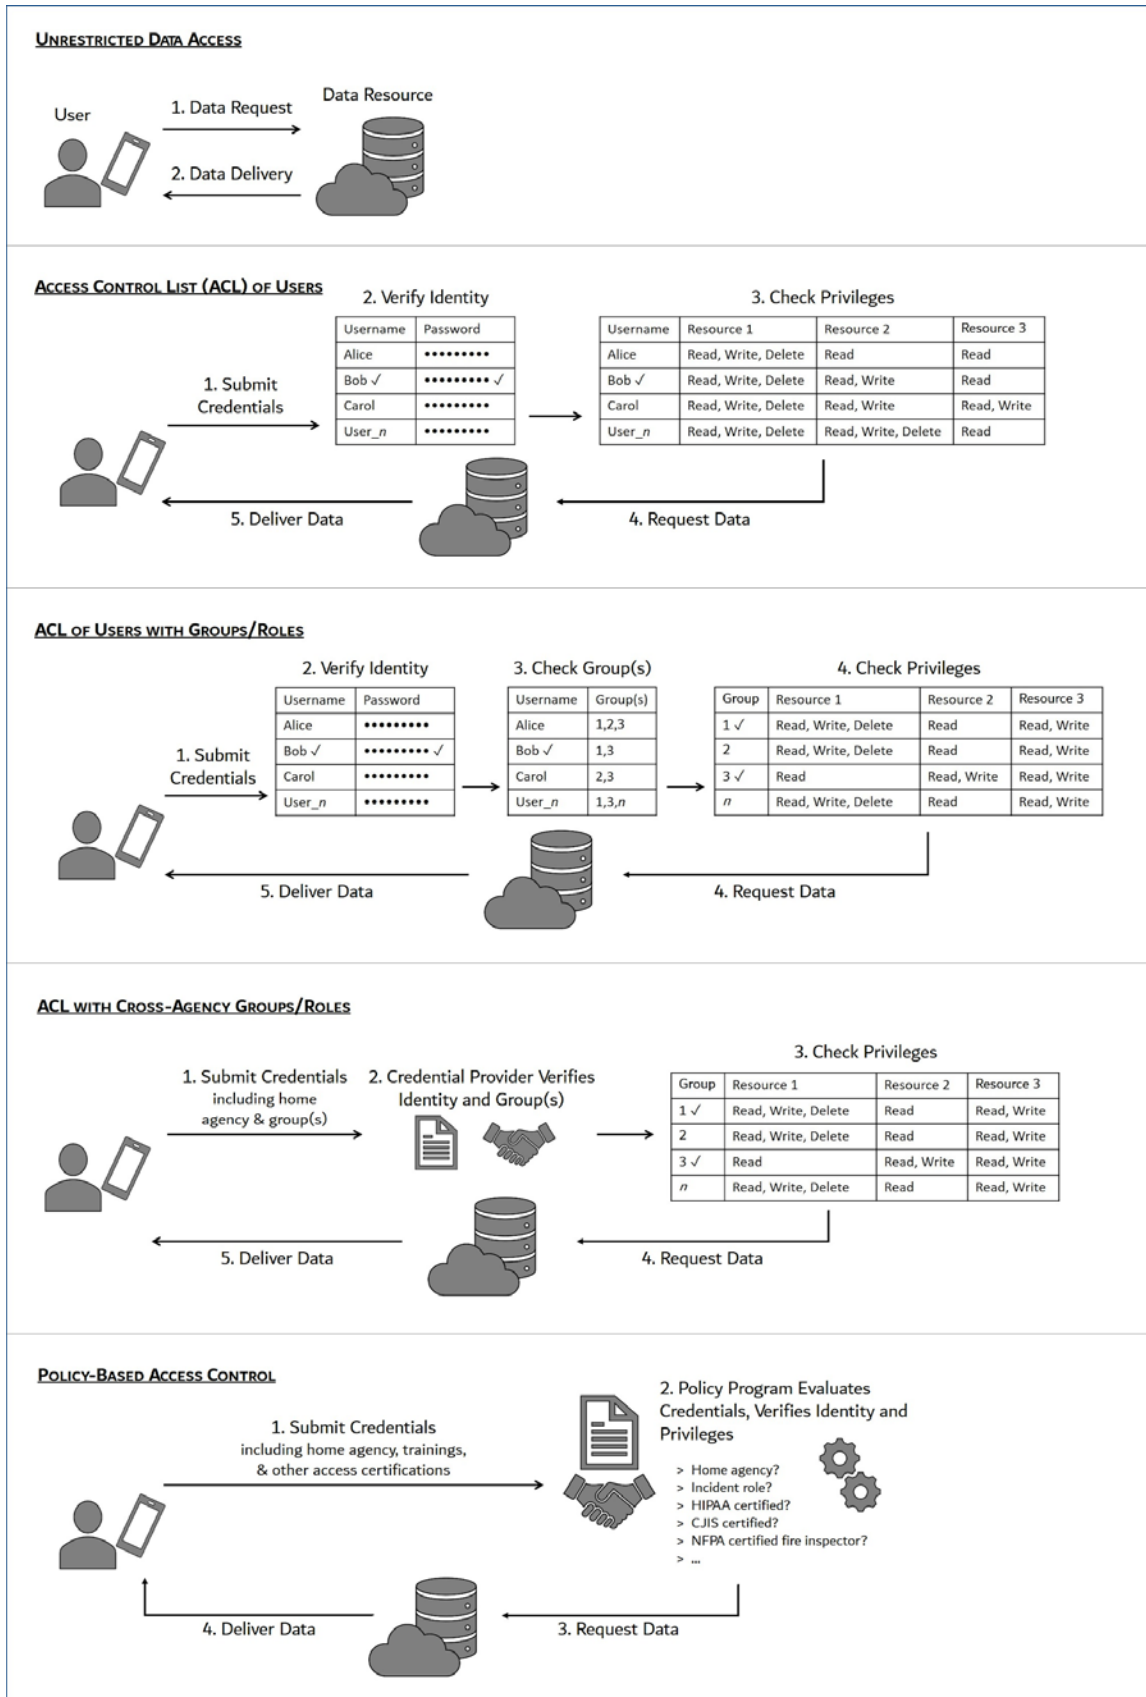 UNRESTRICTED DATA ACCESS
User
1. Data Request
Data Resource
2. Data Delivery
ACCESS CONTROL LIST (ACL) OF USERS
2. Verify Identity
3. Check Privileges
Username Password
Alice •••••••••
Bob ✓ ••••••••• ✓
Carol •••••••••
User_n •••••••••
Username Resource 1 Resource 2 Resource 3
Alice Read, Write, Delete Read Read
Bob ✓ Read, Write, Delete Read, Write Read
Carol Read, Write, Delete Read, Write Read, Write
User_n Read, Write, Delete Read, Write, Delete Read
1. Submit
Credentials
5. Deliver Data
4. Request Data
ACL OF USERS WITH GROUPS/ROLES
2. Verify Identity
3. Check Group(s)
4. Check Privileges
1. Submit
Credentials
Username Password
Alice •••••••••
Bob ✓ ••••••••• ✓
Carol •••••••••
User_n •••••••••
Username Group(s)
Alice 1,2,3
Bob ✓ 1,3
Carol 2,3
User_n 1,3,n
Group Resource 1 Resource 2 Resource 3
1 ✓ Read, Write, Delete Read Read, Write
2 Read, Write, Delete Read Read, Write
3 ✓ Read Read, Write Read, Write
n Read, Write, Delete Read Read, Write
5. Deliver Data
4. Request Data
ACL WITH CROSS-AGENCY GROUPS/ROLES
1. Submit Credentials
including home
agency & group(s)
2. Credential Provider Verifies
Identity and Group(s)
3. Check Privileges
Group Resource 1 Resource 2 Resource 3
1 ✓ Read, Write, Delete Read Read, Write
2 Read, Write, Delete Read Read, Write
3 ✓ Read Read, Write Read, Write
n Read, Write, Delete Read Read, Write
5. Deliver Data
4. Request Data
POLICY-BASED ACCESS CONTROL
1. Submit Credentials
including home agency, trainings,
& other access certifications
2. Policy Program Evaluates
Credentials, Verifies Identity and
Privileges
> Home agency?
> Incident role?
> HIPAA certified?
> CJIS certified?
> NFPA certified fire inspector?
> ...
4. Deliver Data
3. Request Data